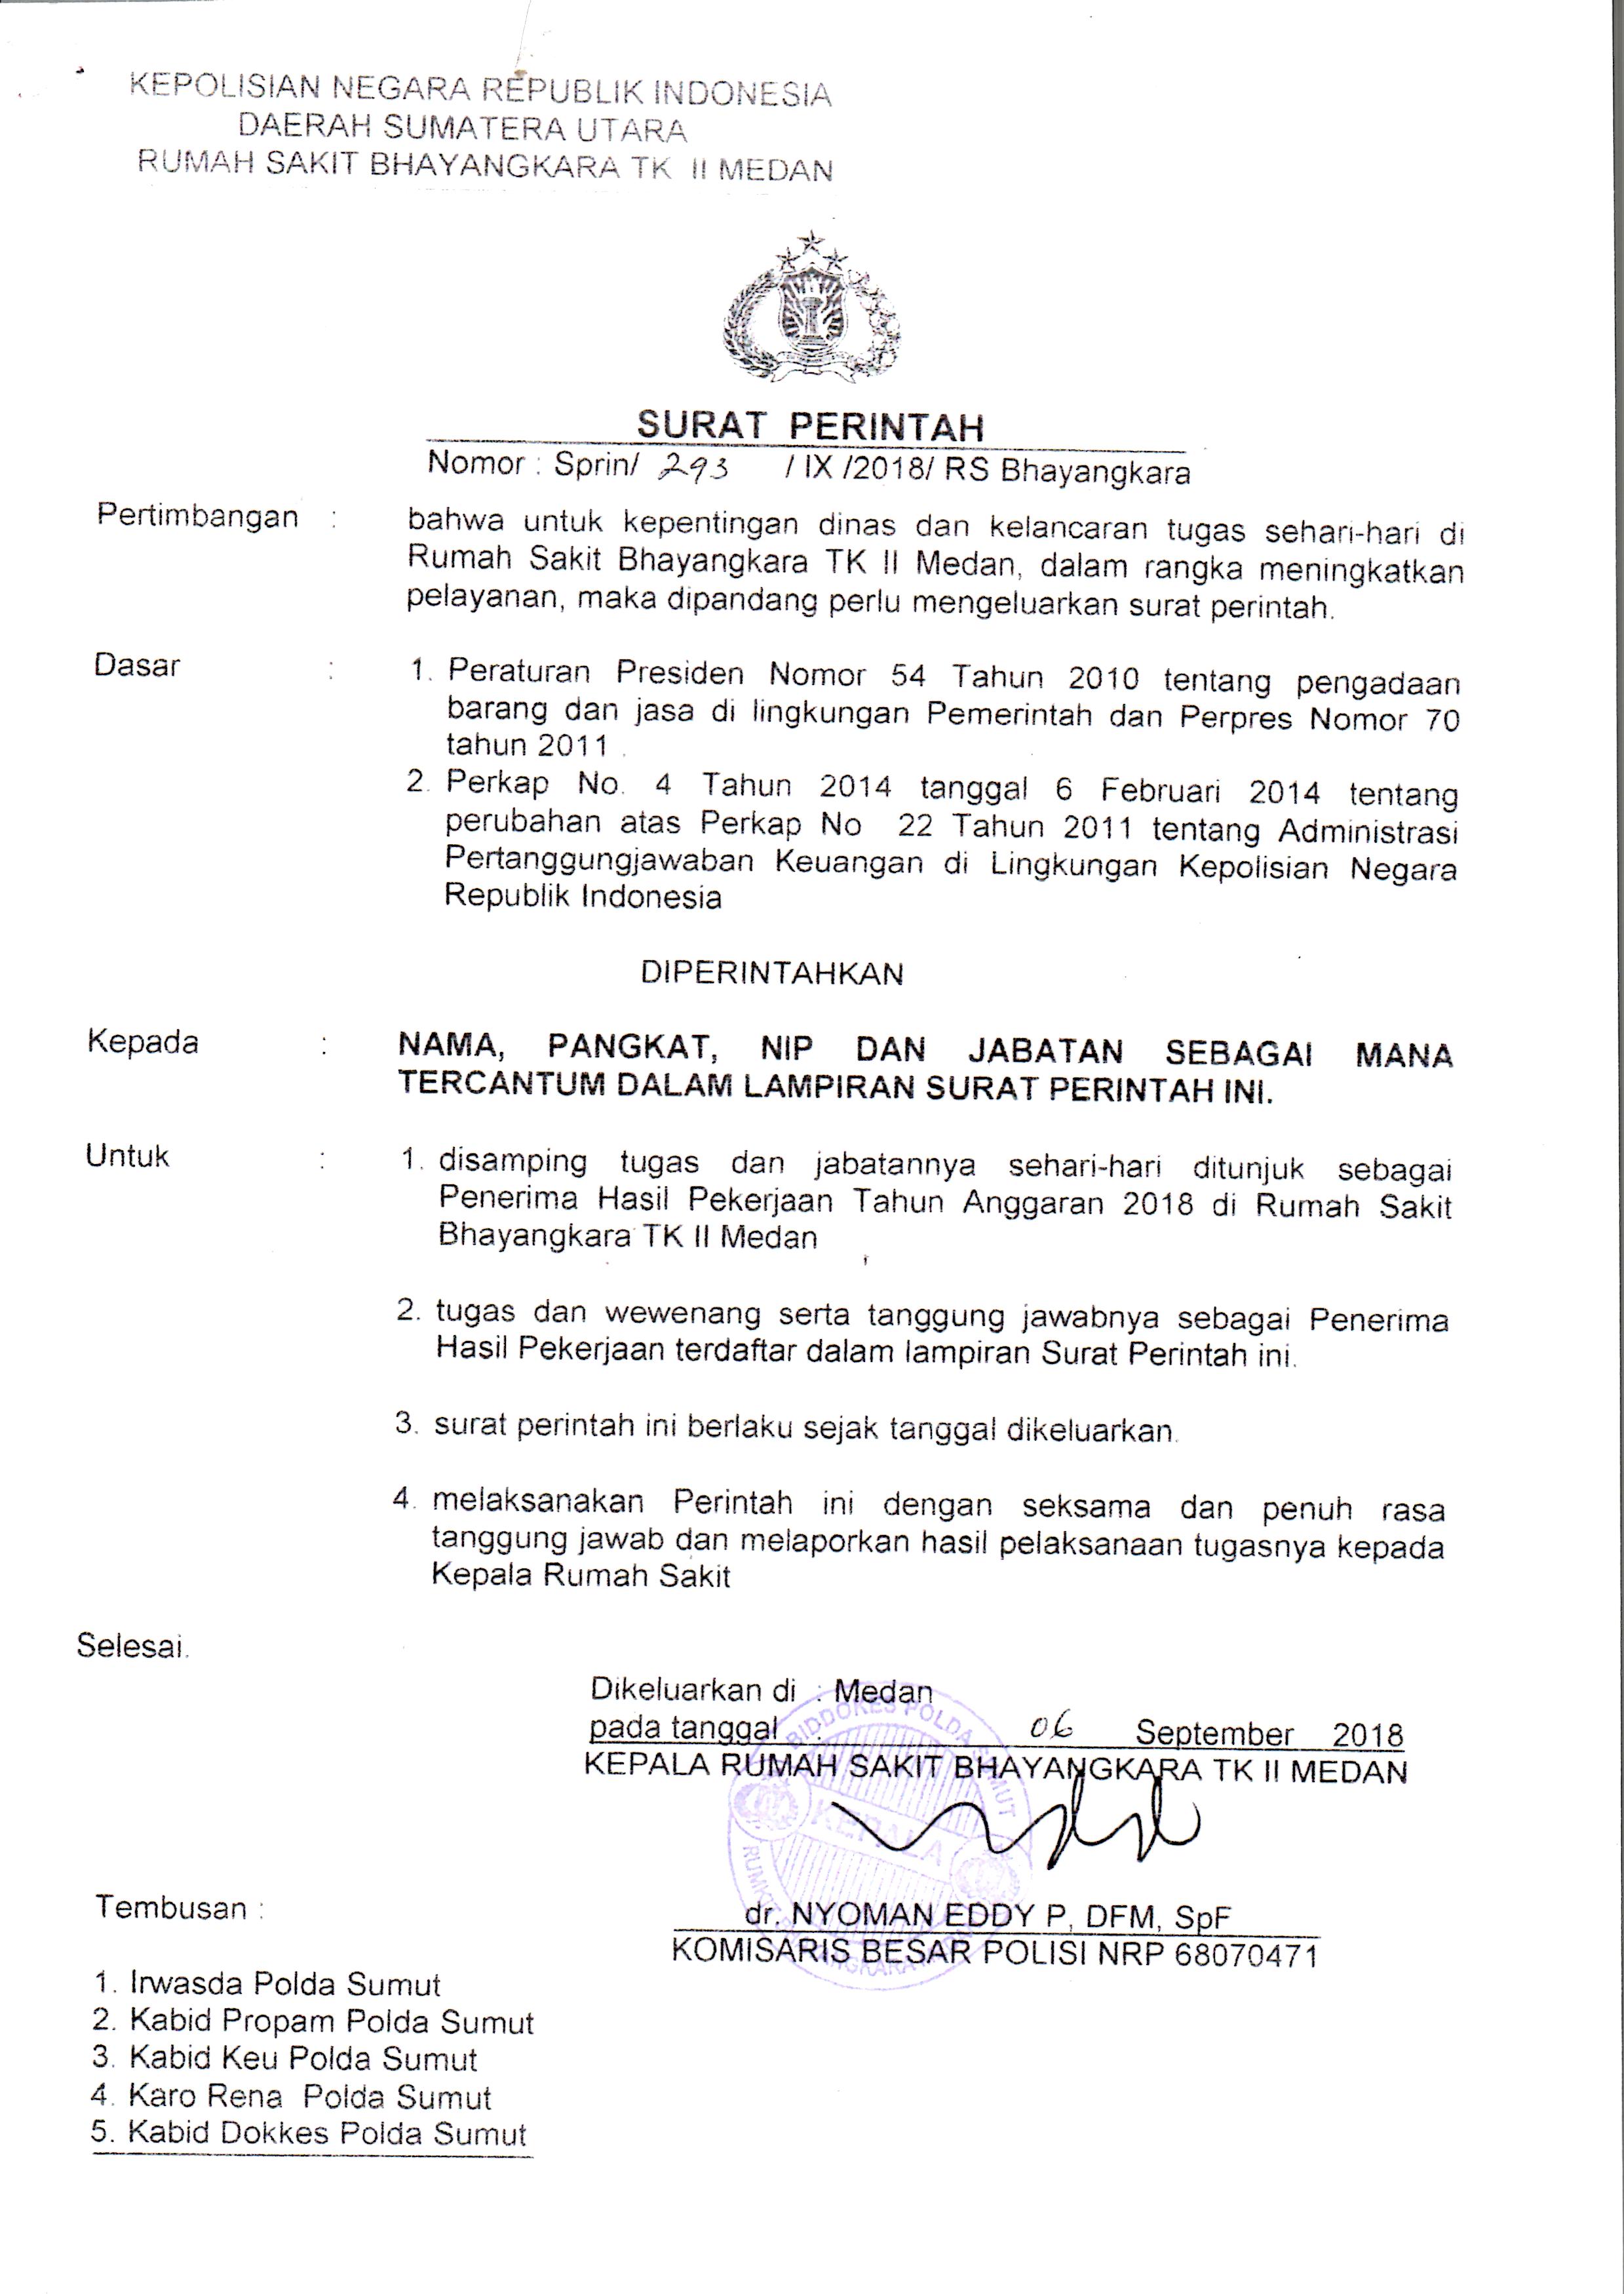 KEPOLISIAN NEGARA REPUBLIK INDONESIA
DAERAH SUMATERA UTARA
RUMAH SAKIT BHAYANGKARA TK II MEDAN
SURAT PERINTAH
Nomor : Sprin/ 293 / IX /2018/ RS Bhayangkara
Pertimbangan : bahwa untuk kepentingan dinas dan kelancaran tugas sehari-hari di
Rumah Sakit Bhayangkara TK II Medan, dalam rangka meningkatkan
pelayanan, maka dipandang perlu mengeluarkan surat perintah.
Dasar : 1. Peraturan Presiden Nomor 54 Tahun 2010 tentang pengadaan
barang dan jasa di lingkungan Pemerintah dan Perpres Nomor 70
tahun 2011 .
2. Perkap No. 4 Tahun 2014 tanggal 6 Februari 2014 tentang
perubahan atas Perkap No 22 Tahun 2011 tentang Administrasi
Pertanggungjawaban Keuangan di Lingkungan Kepolisian Negara
Republik Indonesia
DIPERINTAHKAN
Kepada : NAMA, PANGKAT, NIP DAN JABATAN SEBAGAI MANA
TERCANTUM DALAM LAMPIRAN SURAT PERINTAH INI.
Untuk : 1. disamping tugas dan jabatannya sehari-hari ditunjuk sebagai
Penerima Hasil Pekerjaan Tahun Anggaran 2018 di Rumah Sakit
Bhayangkara TK II Medan
2. tugas dan wewenang serta tanggung jawabnya sebagai Penerima
Hasil Pekerjaan terdaftar dalam lampiran Surat Perintah ini.
3. surat perintah ini berlaku sejak tanggal dikeluarkan.
4. melaksanakan Perintah ini dengan seksama dan penuh rasa
tanggung jawab dan melaporkan hasil pelaksanaan tugasnya kepada
Kepala Rumah Sakit
Selesai.
Dikeluarkan di : Medan
pada tanggal : 06 September 2018
KEPALA RUMAH SAKIT BHAYANGKARA TK II MEDAN
BIDDOKES POLDA SUMUT
KEPALA
dr. NYOMAN EDDY P, DFM, SpF
KOMISARIS BESAR POLISI NRP 68070471
Tembusan :
1. Irwasda Polda Sumut
2. Kabid Propam Polda Sumut
3. Kabid Keu Polda Sumut
4. Karo Rena Polda Sumut
5. Kabid Dokkes Polda Sumut